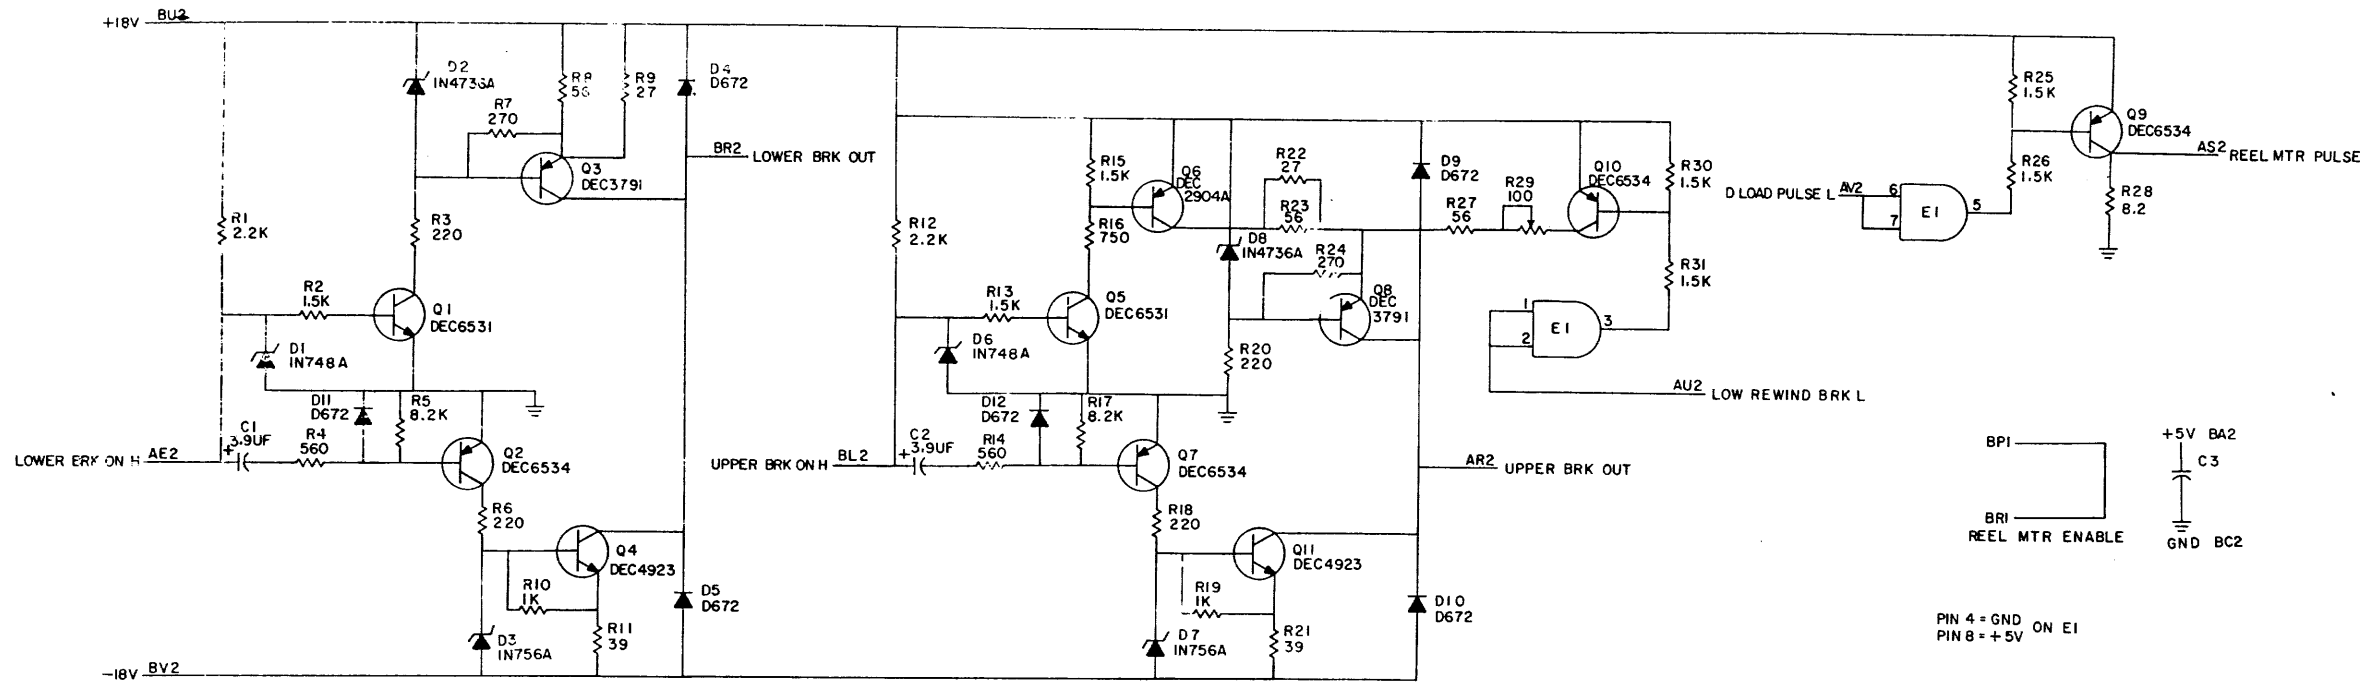 +18V BU2
D2
IN4736A
R8
56
R9
27
D4
D672
R7
270
Q3
DEC3791
BR2 LOWER BRK OUT
R1
2.2K
R3
220
R2
1.5K
Q1
DEC6531
D1
IN748A
D11
D672
R5
8.2K
C1
+ 3.9UF
R4
560
LOWER BRK ON H AE2
Q2
DEC6534
R6
220
Q4
DEC4923
R10
1K
D3
IN756A
R11
39
D5
D672
-18V BV2
R12
2.2K
R15
1.5K
Q6
DEC
2904A
R16
750
R22
27
R23
56
D8
IN4736A
R24
270
D9
D672
R27
56
R29
100
Q10
DEC6534
R30
1.5K
R31
1.5K
R13
1.5K
Q5
DEC6531
D6
IN748A
R20
220
Q8
DEC
3791
1
2
E1
3
AU2 LOW REWIND BRK L
D12
D672
R17
8.2K
C2
+ 3.9UF
R14
560
UPPER BRK ON H BL2
Q7
DEC6534
AR2 UPPER BRK OUT
R18
220
Q11
DEC4923
R19
1K
D7
IN756A
R21
39
D10
D672
R25
1.5K
Q9
DEC6534
AS2 REEL MTR PULSE
R26
1.5K
R28
8.2
D LOAD PULSE L AV2
6
7
E1
5
BP1
BR1
REEL MTR ENABLE
+5V BA2
C3
GND BC2
PIN 4 = GND ON E1
PIN 8 = +5V